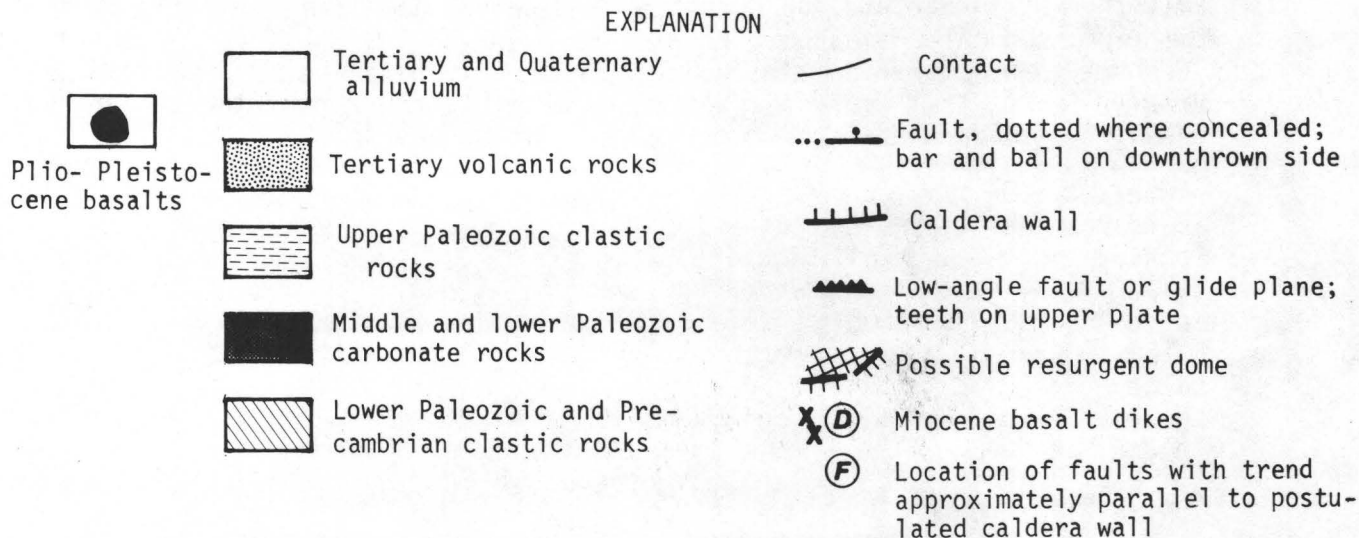 EXPLANATION
Plio- Pleisto-
cene basalts
Tertiary and Quaternary
alluvium
Tertiary volcanic rocks
Upper Paleozoic clastic
rocks
Middle and lower Paleozoic
carbonate rocks
Lower Paleozoic and Pre-
cambrian clastic rocks
Contact
Fault, dotted where concealed;
bar and ball on downthrown side
Caldera wall
Low-angle fault or glide plane;
teeth on upper plate
Possible resurgent dome
D Miocene basalt dikes
F Location of faults with trend
approximately parallel to postu-
lated caldera wall